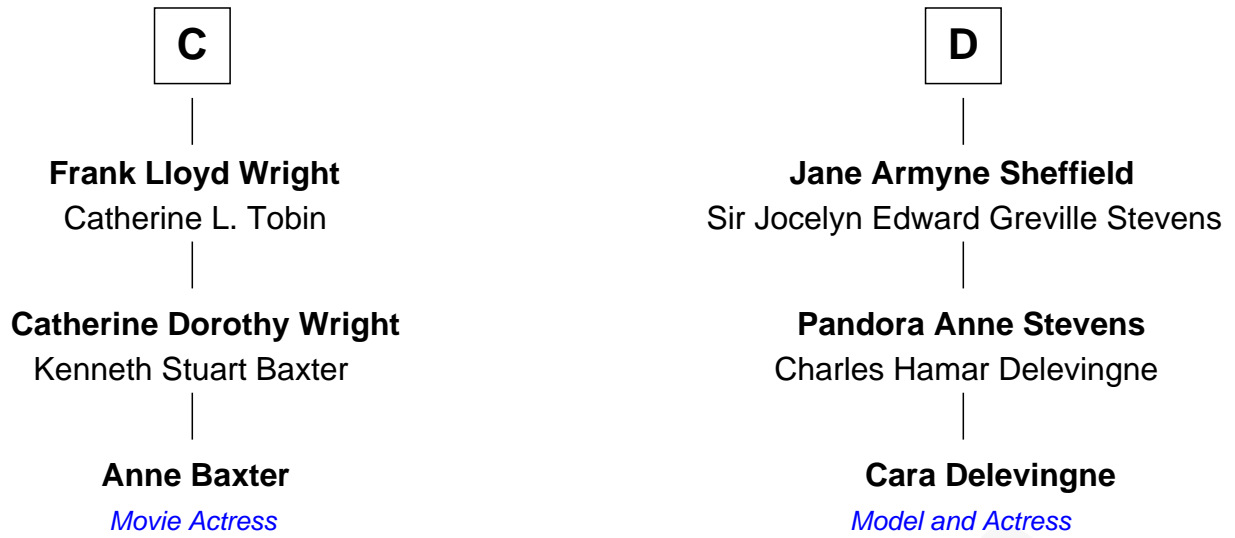 C
Frank Lloyd Wright
Catherine L. Tobin
Catherine Dorothy Wright
Kenneth Stuart Baxter
Anne Baxter
Movie Actress
D
Jane Armyne Sheffield
Sir Jocelyn Edward Greville Stevens
Pandora Anne Stevens
Charles Hamar Delevingne
Cara Delevingne
Model and Actress